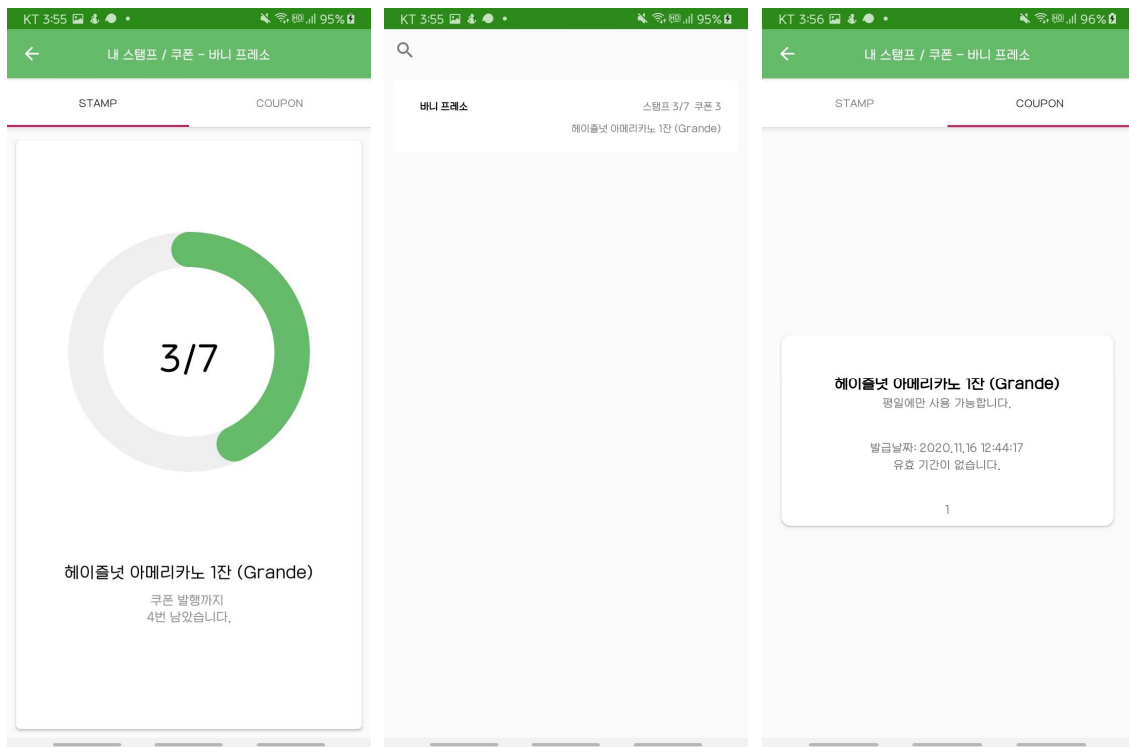 KT 3:55
95%
내 스탬프 / 쿠폰 - 바니 프레소
STAMP COUPON
3/7
헤이즐넛 아메리카노 1잔 (Grande)
쿠폰 발행까지
4번 남았습니다.
KT 3:55
95%
바니 프레소
스탬프 3/7 쿠폰 3
헤이즐넛 아메리카노 1잔 (Grande)
KT 3:56
96%
내 스탬프 / 쿠폰 - 바니 프레소
STAMP COUPON
헤이즐넛 아메리카노 1잔 (Grande)
평일에만 사용 가능합니다.
발급날짜: 2020.11.16 12:44:17
유효 기간이 없습니다.
1